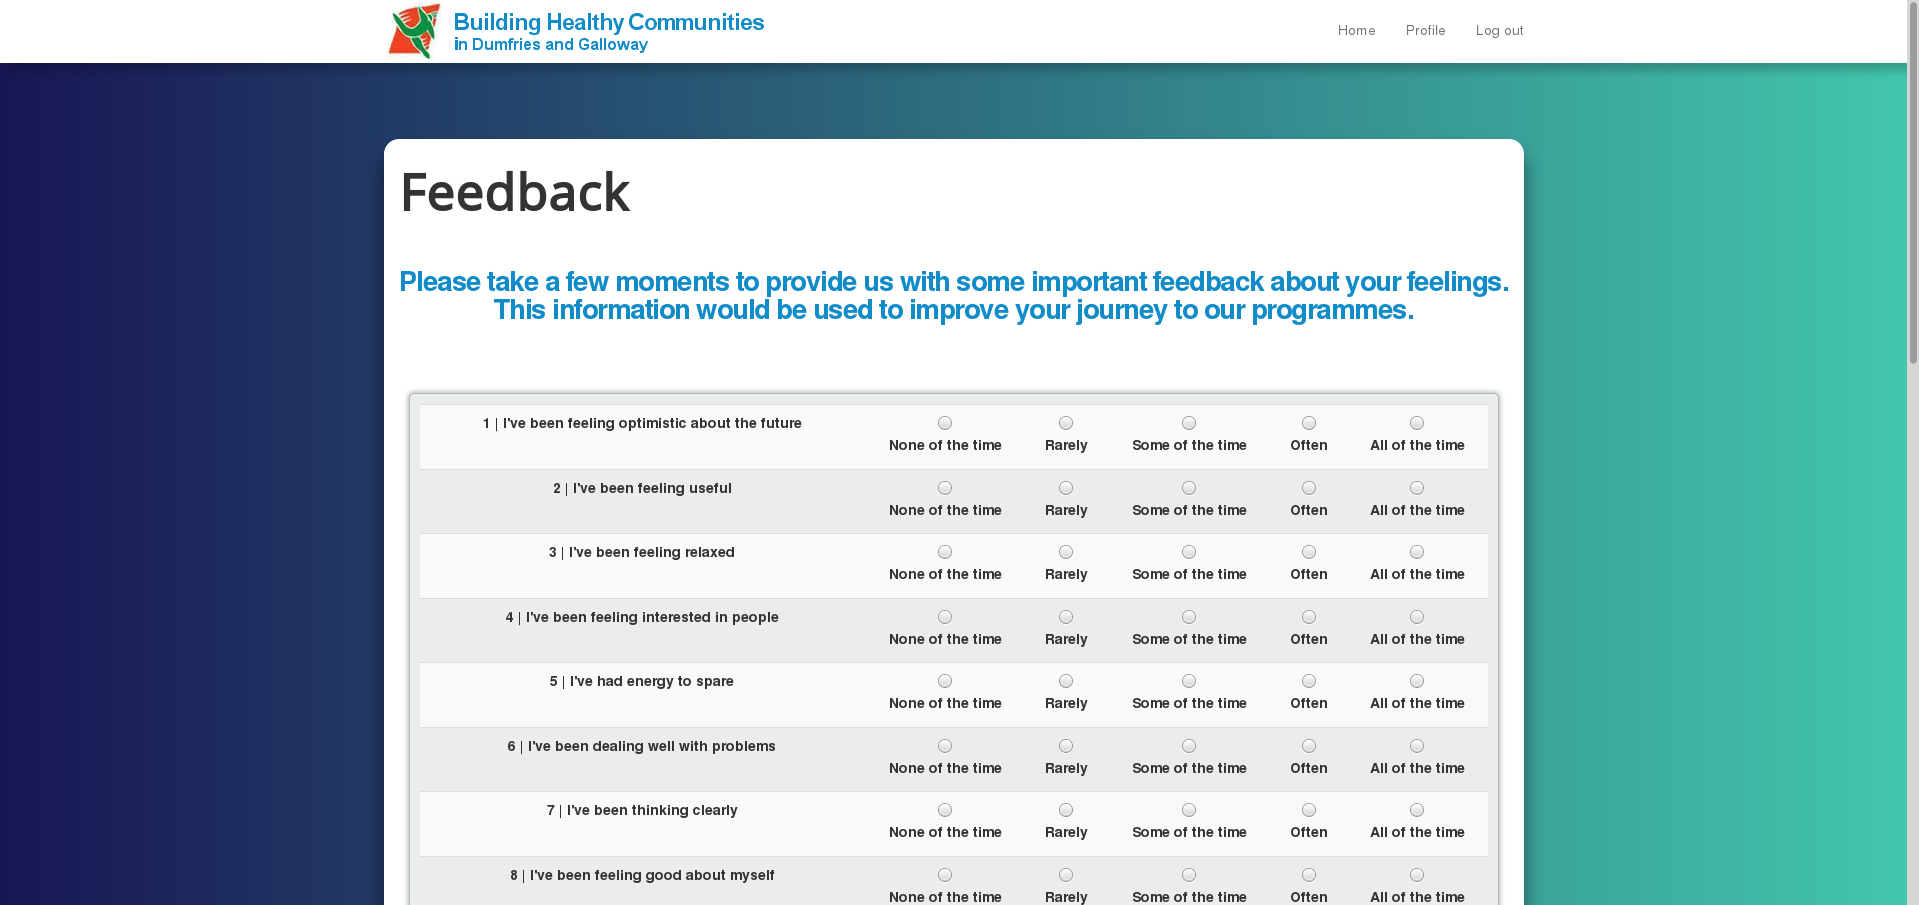 Building Healthy Communities
in Dumfries and Galloway
Home Profile Log out
Feedback
Please take a few moments to provide us with some important feedback about your feelings.
This information would be used to improve your journey to our programmes.
1 | I've been feeling optimistic about the future
None of the time Rarely Some of the time Often All of the time
2 | I've been feeling useful
None of the time Rarely Some of the time Often All of the time
3 | I've been feeling relaxed
None of the time Rarely Some of the time Often All of the time
4 | I've been feeling interested in people
None of the time Rarely Some of the time Often All of the time
5 | I've had energy to spare
None of the time Rarely Some of the time Often All of the time
6 | I've been dealing well with problems
None of the time Rarely Some of the time Often All of the time
7 | I've been thinking clearly
None of the time Rarely Some of the time Often All of the time
8 | I've been feeling good about myself
None of the time Rarely Some of the time Often All of the time